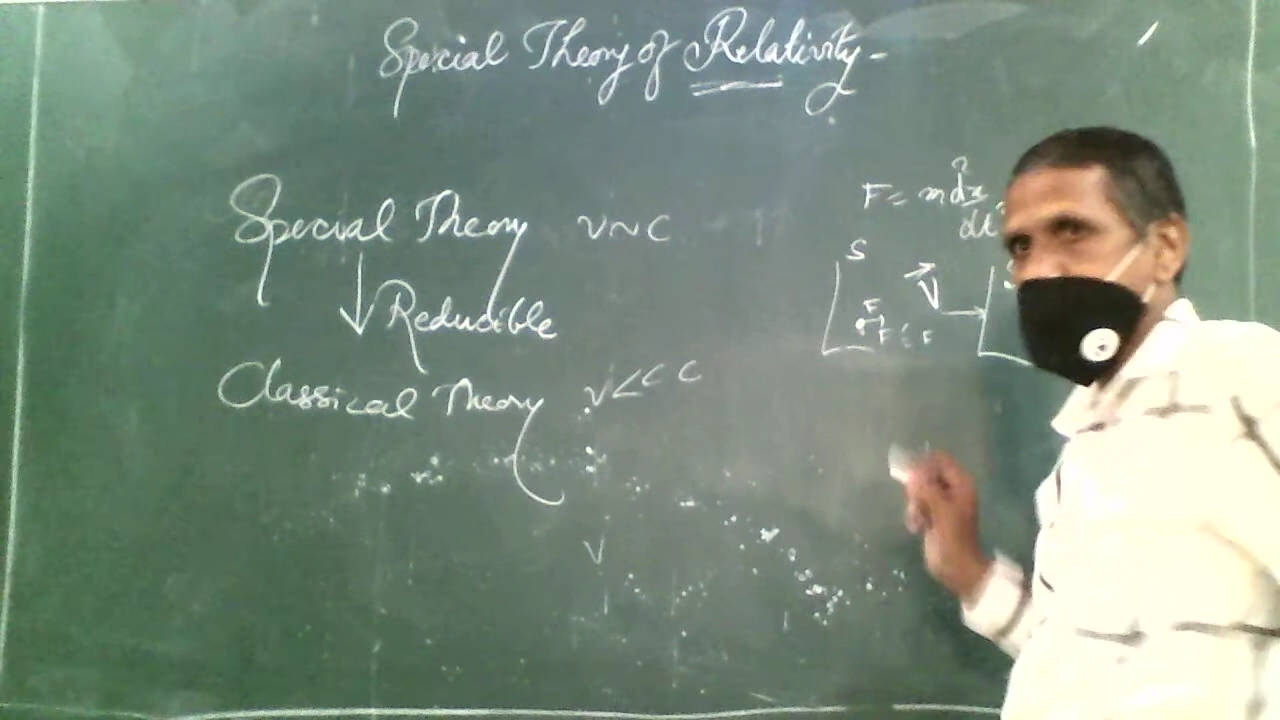 Special Theory of Relativity -
Special Theory v~c
Reducible
Classical Theory v<<c
F = md²x
dt²
S
V
F
F' = F
v